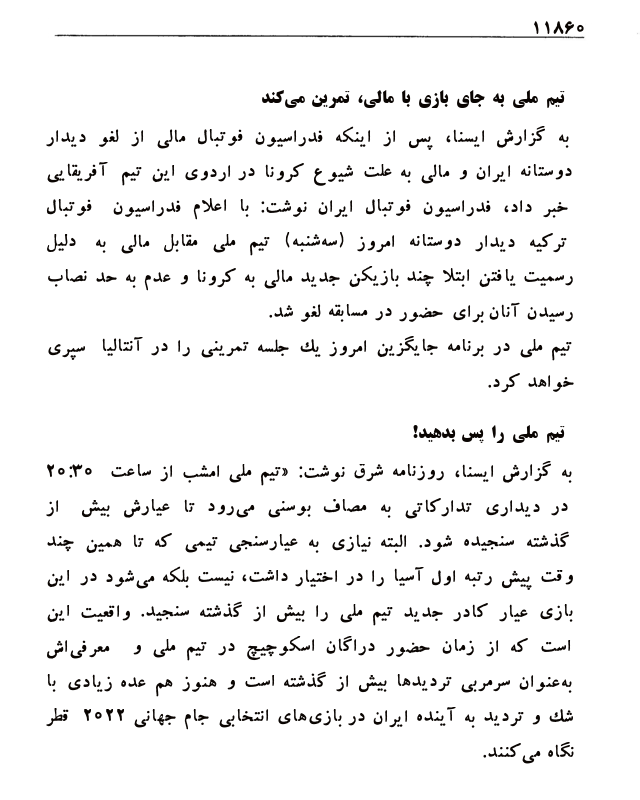 ۱۱۸۶۰
تیم ملی به جای بازی با مالی، تمرین می‌کند
به گزارش ایسنا، پس از اینکه فدراسیون فوتبال مالی از لغو دیدار
دوستانه ایران و مالی به علت شیوع کرونا در اردوی این تیم آفریقایی
خبر داد، فدراسیون فوتبال ایران نوشت: با اعلام فدراسیون فوتبال
ترکیه دیدار دوستانه امروز (سه‌شنبه) تیم ملی مقابل مالی به دلیل
رسمیت یافتن ابتلا چند بازیکن جدید مالی به کرونا و عدم به حد نصاب
رسیدن آنان برای حضور در مسابقه لغو شد.
تیم ملی در برنامه جایگزین امروز یك جلسه تمرینی را در آنتالیا سپری
خواهد کرد.
تیم ملی را پس بدهید!
به گزارش ایسنا، روزنامه شرق نوشت: «تیم ملی امشب از ساعت ۲۰:۳۰
در دیداری تدارکاتی به مصاف بوسنی می‌رود تا عیارش بیش از
گذشته سنجیده شود. البته نیازی به عیارسنجی تیمی که تا همین چند
وقت پیش رتبه اول آسیا را در اختیار داشت، نیست بلکه می‌شود در این
بازی عیار کادر جدید تیم ملی را بیش از گذشته سنجید. واقعیت این
است که از زمان حضور دراگان اسکوچیچ در تیم ملی و معرفی‌اش
به‌عنوان سرمربی تردیدها بیش از گذشته است و هنوز هم عده زیادی با
شك و تردید به آینده ایران در بازی‌های انتخابی جام جهانی ۲۰۲۲ قطر
نگاه می‌کنند.